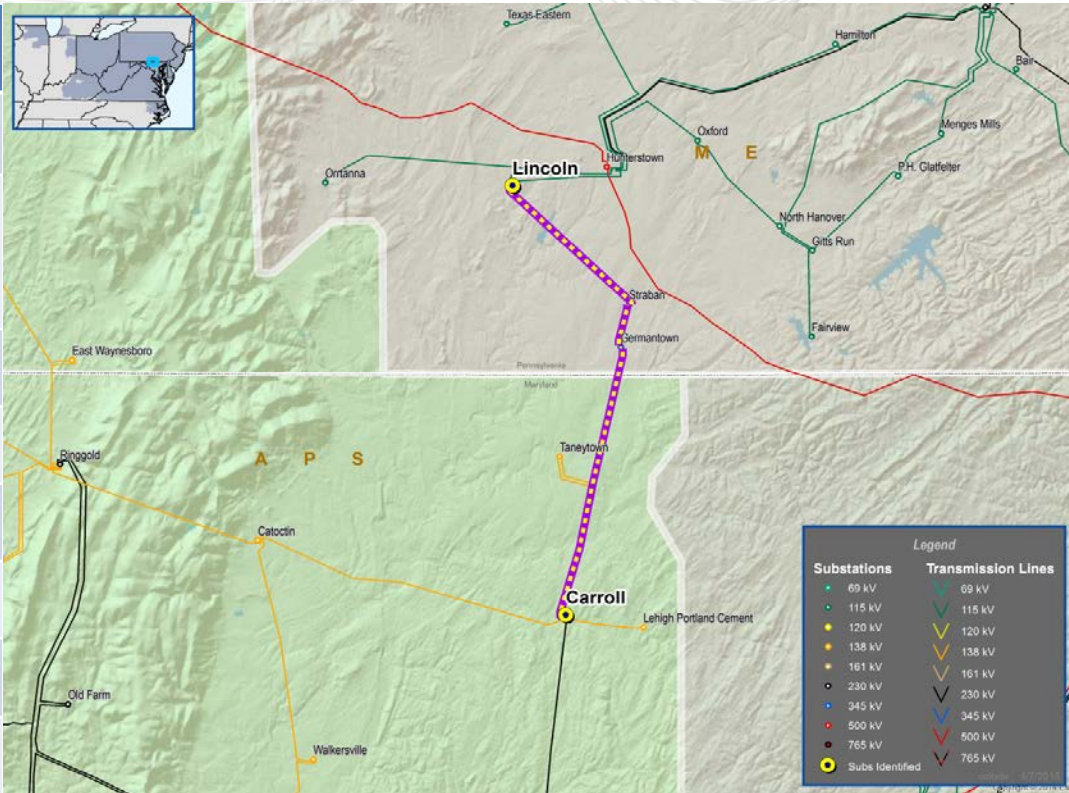 Texas Eastern
Hamilton
Bair
Oxford
Menges Mills
M E
Hunterstown
Lincoln
Orrtanna
P.H. Glatfelter
North Hanover
Gitts Run
Straban
Fairview
Germantown
East Waynesboro
Pennsylvania
Maryland
Taneytown
Ringgold
A P S
Catoctin
Carroll
Lehigh Portland Cement
Old Farm
Walkersville
Legend
Substations
69 kV
115 kV
120 kV
138 kV
161 kV
230 kV
345 kV
500 kV
765 kV
Subs Identified
Transmission Lines
69 kV
115 kV
120 kV
138 kV
161 kV
230 kV
345 kV
500 kV
765 kV